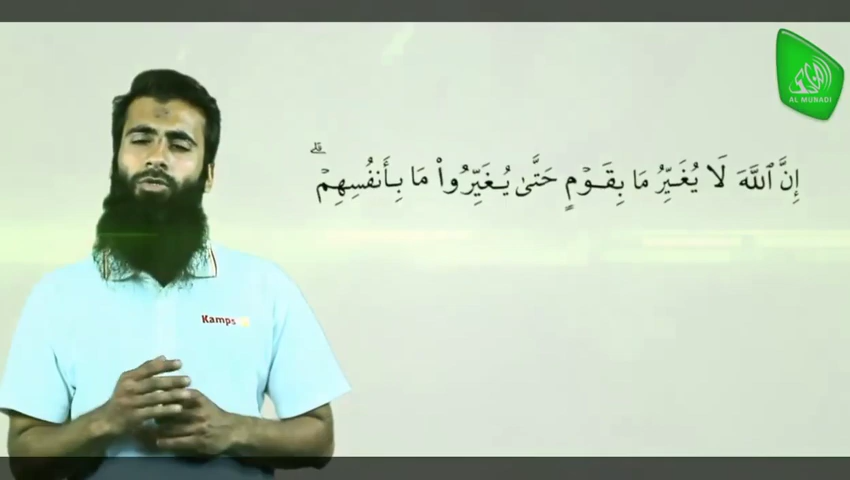 AL MUNADI
إِنَّ ٱللَّهَ لَا يُغَيِّرُ مَا بِقَوۡمٍ حَتَّىٰ يُغَيِّرُواْ مَا بِأَنفُسِهِمۡۗ
Kamps